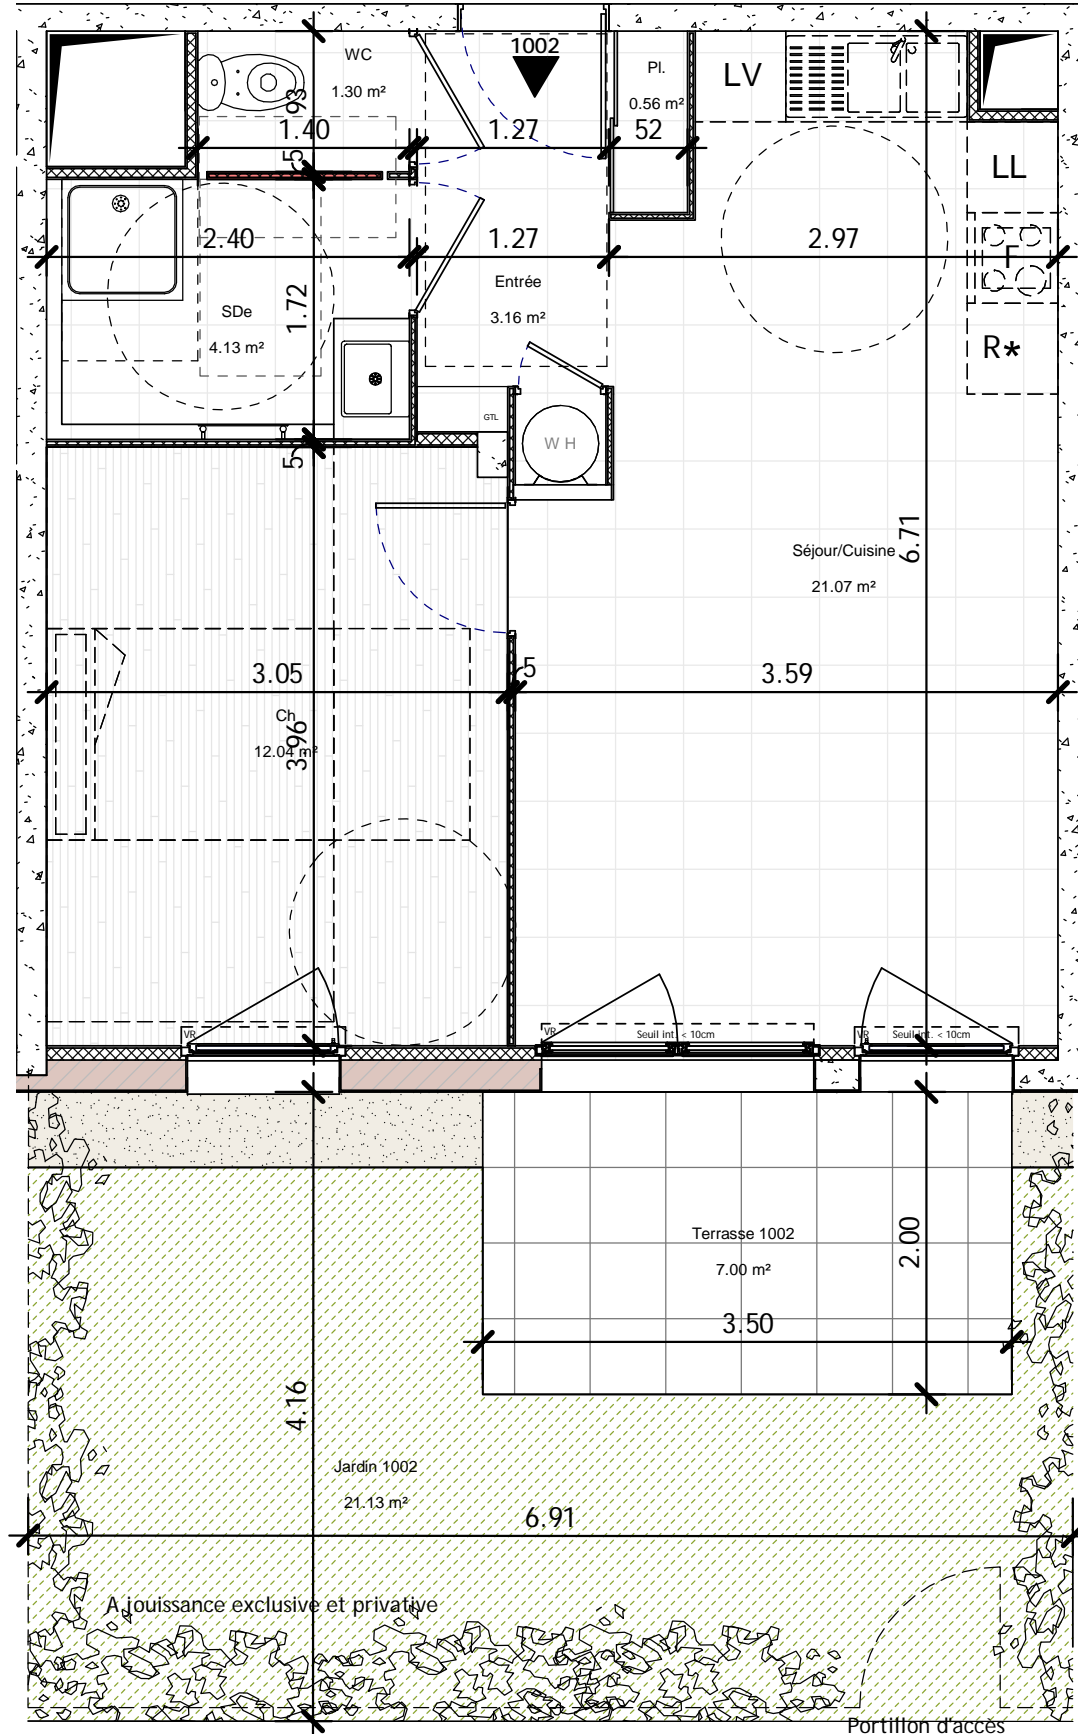 1002
WC
1.30 m²
93
Pl.
0.56 m²
LV
1.40
1.27
52
5
LL
2.40
1.27
2.97
F
Entrée
3.16 m²
SDe
4.13 m²
1.72
R*
GTL
W H
5
Séjour/Cuisine
21.07 m²
6.71
3.05
5
3.59
Ch
12.04 m²
3.96
VR
VR
Seuil int. < 10cm
VR
Seuil int. < 10cm
Terrasse 1002
7.00 m²
2.00
3.50
4.16
Jardin 1002
21.13 m²
6.91
A jouissance exclusive et privative
Portillon d'accès